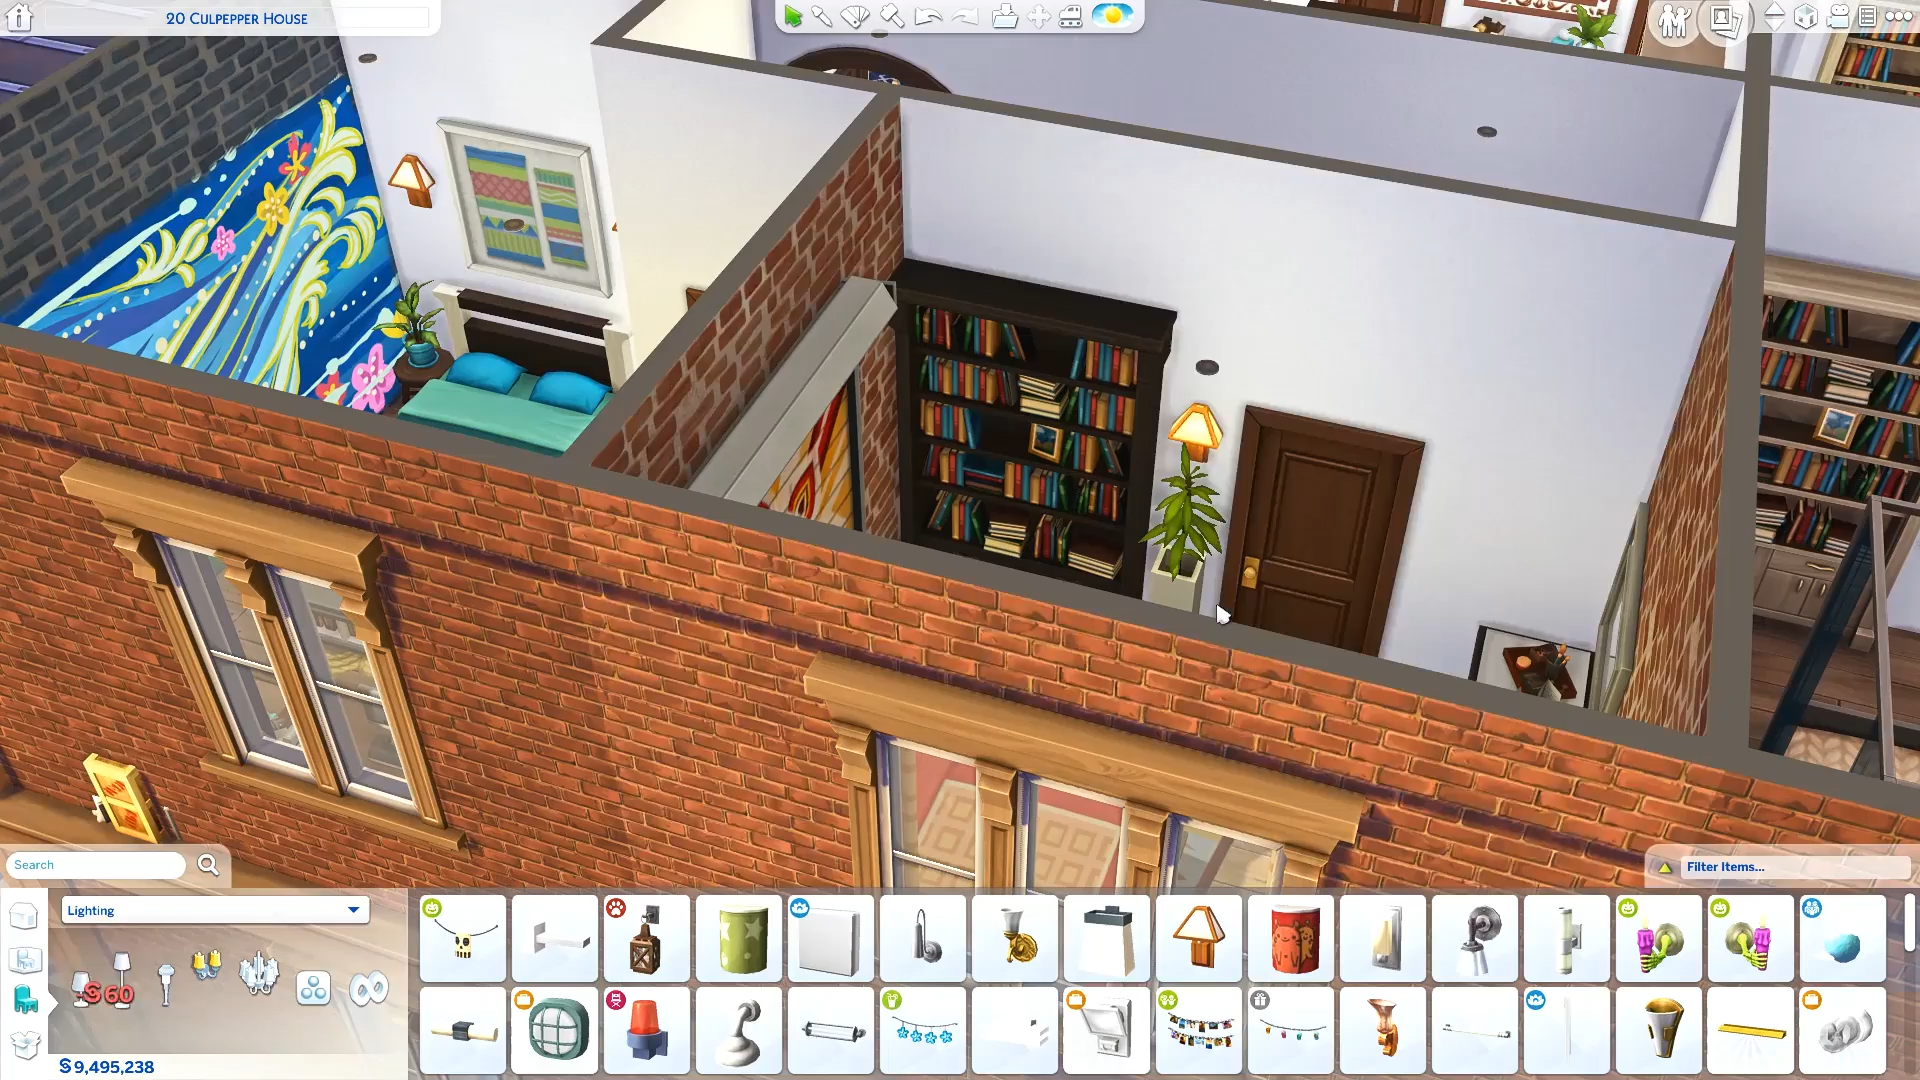 20 Culpepper House
Search
Filter Items...
Lighting
§60
§9,495,238